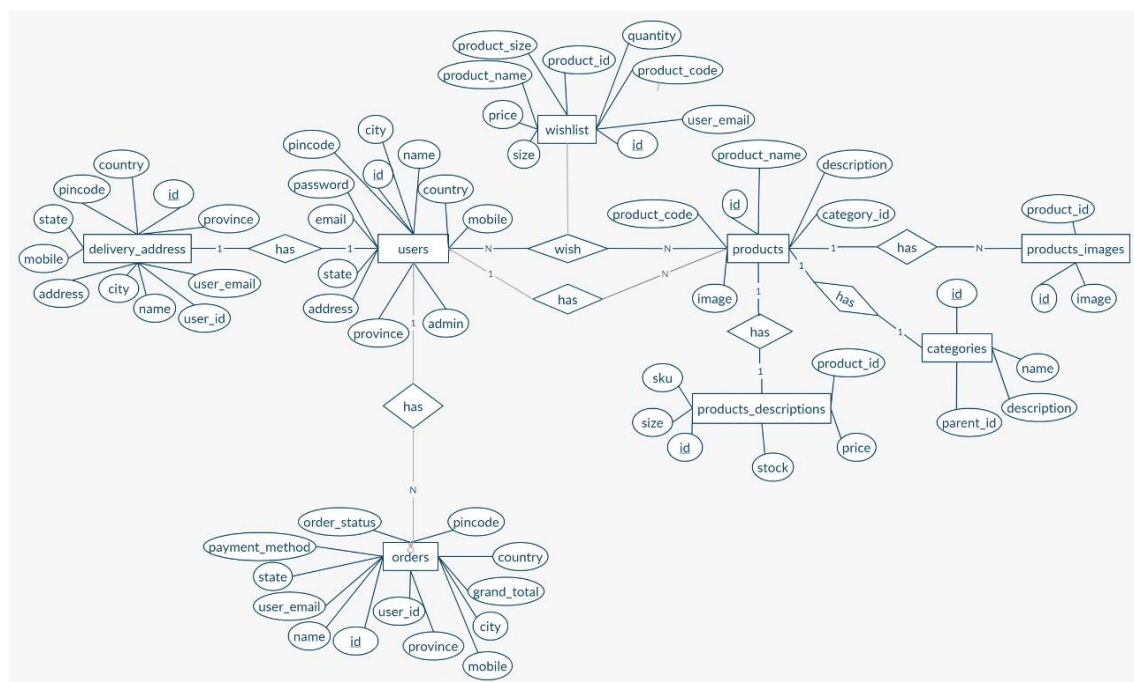 quantity
product_size
product_id
product_name
product_code
price
wishlist
user_email
size
id
city
pincode
name
id
password
country
email
mobile
users
state
address
province
admin
country
pincode
id
state
province
delivery_address
mobile
address
city
name
user_id
user_email
1
has
1
N
wish
N
1
has
N
product_name
description
id
product_code
category_id
products
image
1
has
N
product_id
products_images
id
image
1
has
1
id
categories
name
description
parent_id
1
has
1
product_id
sku
products_descriptions
size
id
price
stock
1
has
N
order_status
pincode
payment_method
orders
country
state
grand_total
user_email
user_id
city
name
id
province
mobile